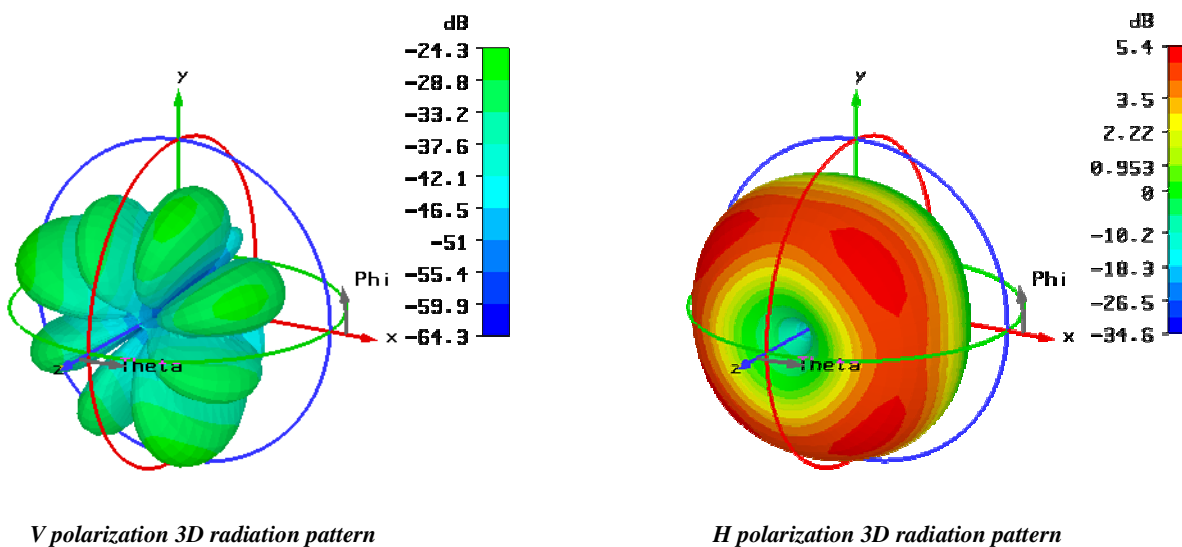 dB
-24.3
-28.8
-33.2
-37.6
-42.1
-46.5
-51
-55.4
-59.9
-64.3
y
Phi
x
z
Theta
V polarization 3D radiation pattern
dB
5.4
3.5
2.22
0.953
0
-10.2
-18.3
-26.5
-34.6
y
Phi
x
z
Theta
H polarization 3D radiation pattern